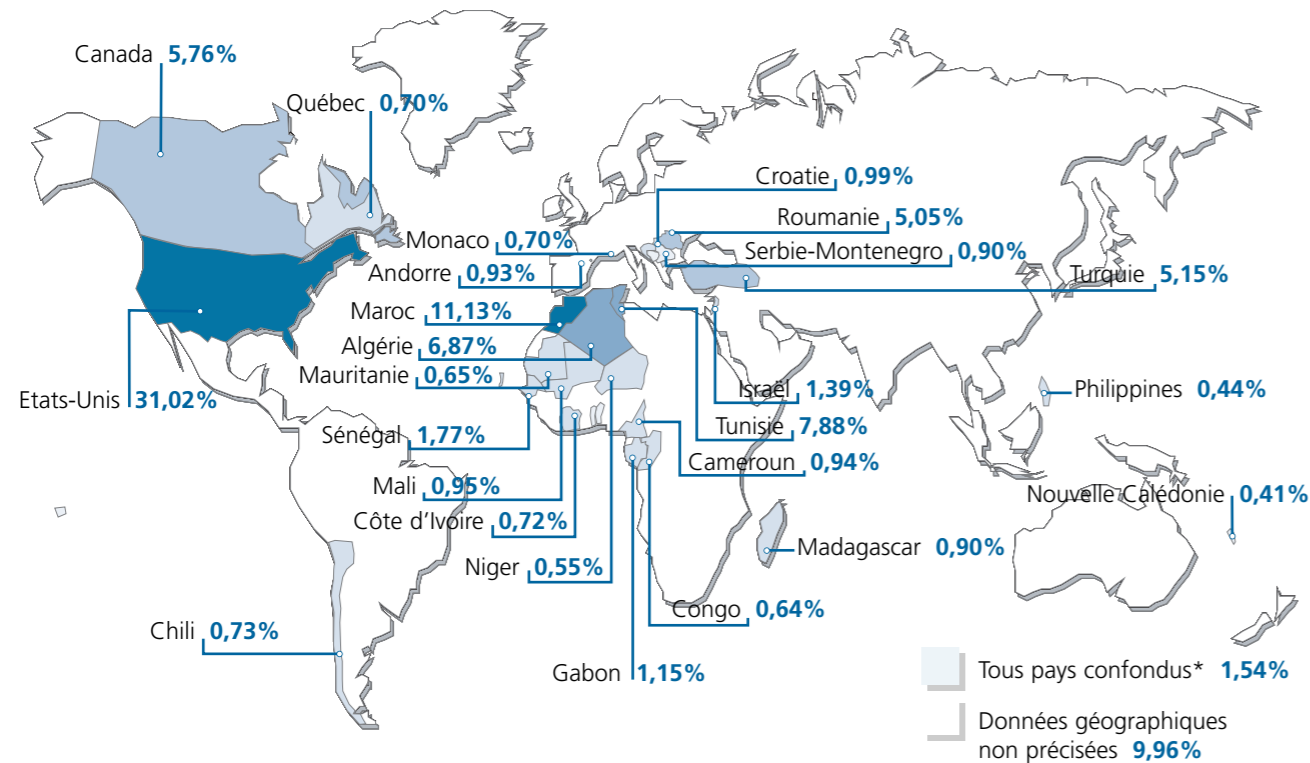 Canada 5,76%
Québec 0,70%
Croatie 0,99%
Roumanie 5,05%
Monaco 0,70%
Serbie-Montenegro 0,90%
Andorre 0,93%
Turquie 5,15%
Maroc 11,13%
Algérie 6,87%
Mauritanie 0,65%
Israël 1,39%
Philippines 0,44%
Etats-Unis 31,02%
Tunisie 7,88%
Sénégal 1,77%
Cameroun 0,94%
Mali 0,95%
Nouvelle Calédonie 0,41%
Côte d'Ivoire 0,72%
Madagascar 0,90%
Niger 0,55%
Congo 0,64%
Chili 0,73%
Gabon 1,15%
Tous pays confondus* 1,54%
Données géographiques
non précisées 9,96%